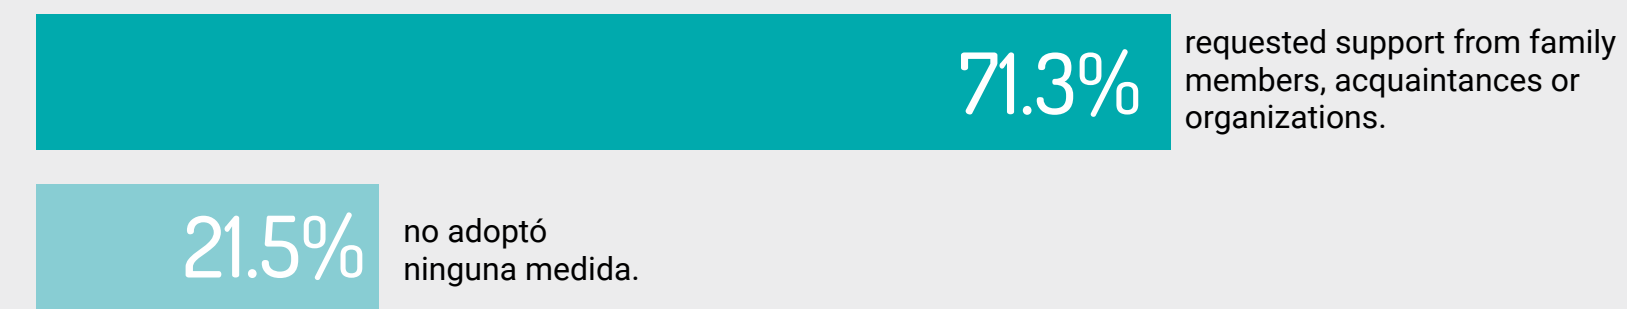 71.3%
requested support from family
members, acquaintances or
organizations.
21.5%
no adoptó
ninguna medida.